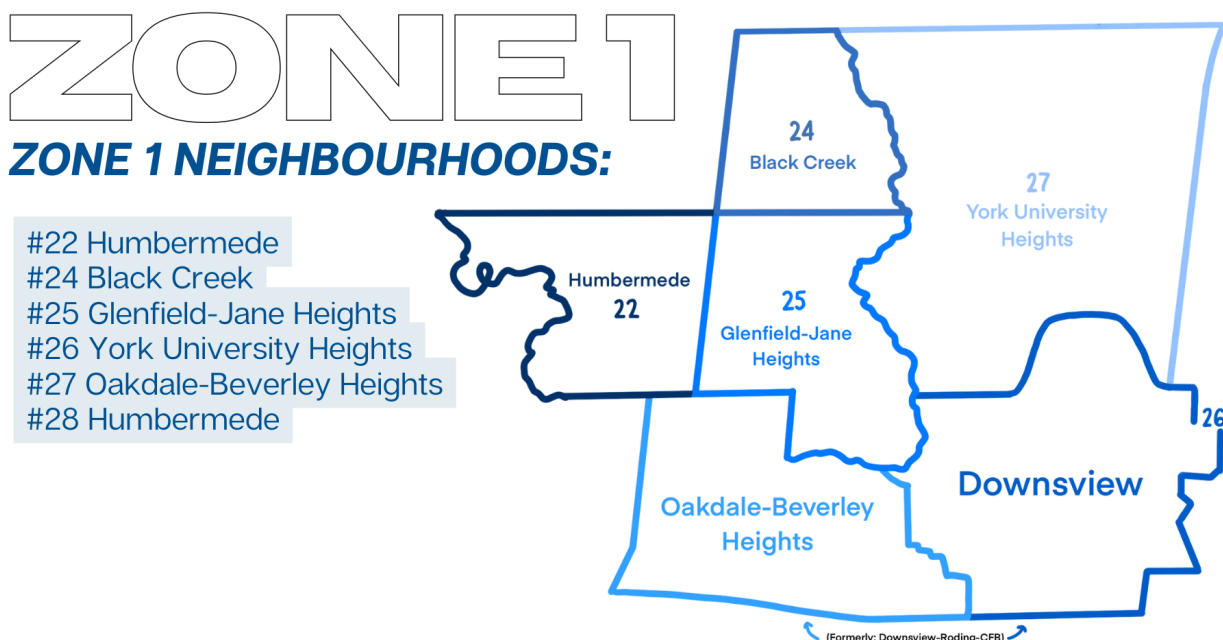 ZONE 1
ZONE 1 NEIGHBOURHOODS:
#22 Humbermede
#24 Black Creek
#25 Glenfield-Jane Heights
#26 York University Heights
#27 Oakdale-Beverley Heights
#28 Humbermede
24
Black Creek
27
York University
Heights
Humbermede
22
25
Glenfield-Jane
Heights
26
Downsview
Oakdale-Beverley
Heights
(Formerly: Downsview-Roding-CFB)